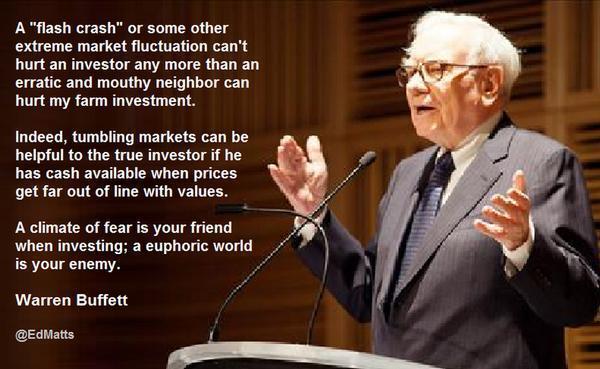 A "flash crash" or some other
extreme market fluctuation can't
hurt an investor any more than an
erratic and mouthy neighbor can
hurt my farm investment.
Indeed, tumbling markets can be
helpful to the true investor if he
has cash available when prices
get far out of line with values.
A climate of fear is your friend
when investing; a euphoric world
is your enemy.
Warren Buffett
@EdMatts